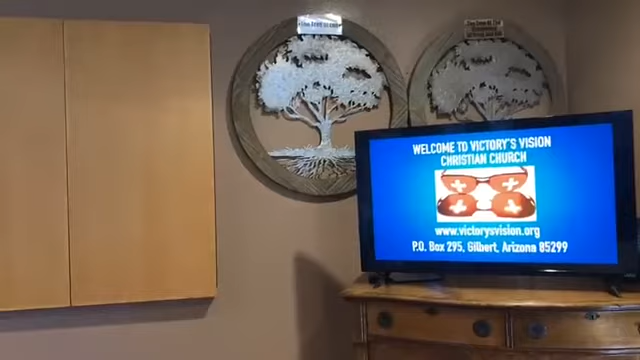 WELCOME TO VICTORY'S VISION
CHRISTIAN CHURCH
www.victorysvision.org
P.O. Box 295, Gilbert, Arizona 85299